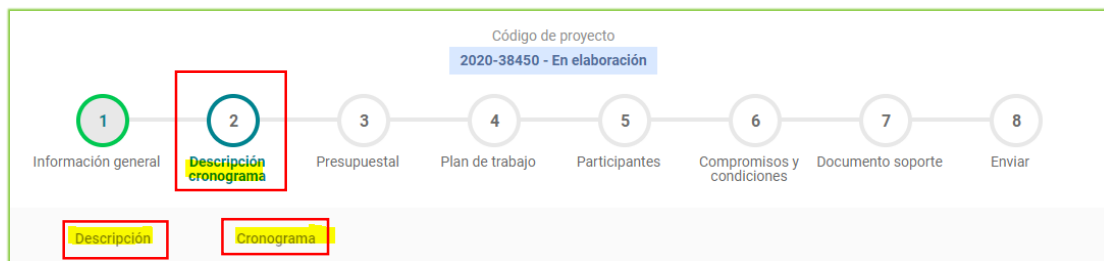 Código de proyecto
2020-38450 - En elaboración
1 2 3 4 5 6 7 8
Información general Descripción Presupuestal Plan de trabajo Participantes Compromisos y Documento soporte Enviar
cronograma condiciones
Descripción Cronograma